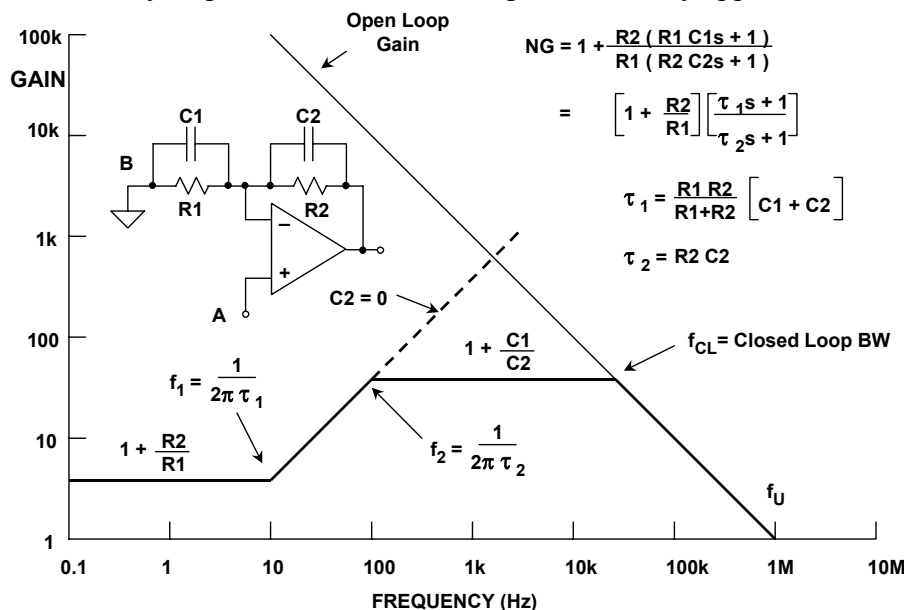 Open Loop
Gain
NG = 1 + R2 ( R1 C1s + 1 )
R1 ( R2 C2s + 1 )
= [ 1 + R2 / R1 ] [ τ1s + 1 / τ2s + 1 ]
τ1 = R1 R2 / R1+R2 [ C1 + C2 ]
τ2 = R2 C2
100k
GAIN
10k
1k
100
10
1
C1
C2
B
R1
R2
−
+
A
C2 = 0
1 + C1 / C2
fCL = Closed Loop BW
f1 = 1 / 2π τ1
f2 = 1 / 2π τ2
1 + R2 / R1
fU
0.1
1
10
100
1k
10k
100k
1M
10M
FREQUENCY (Hz)